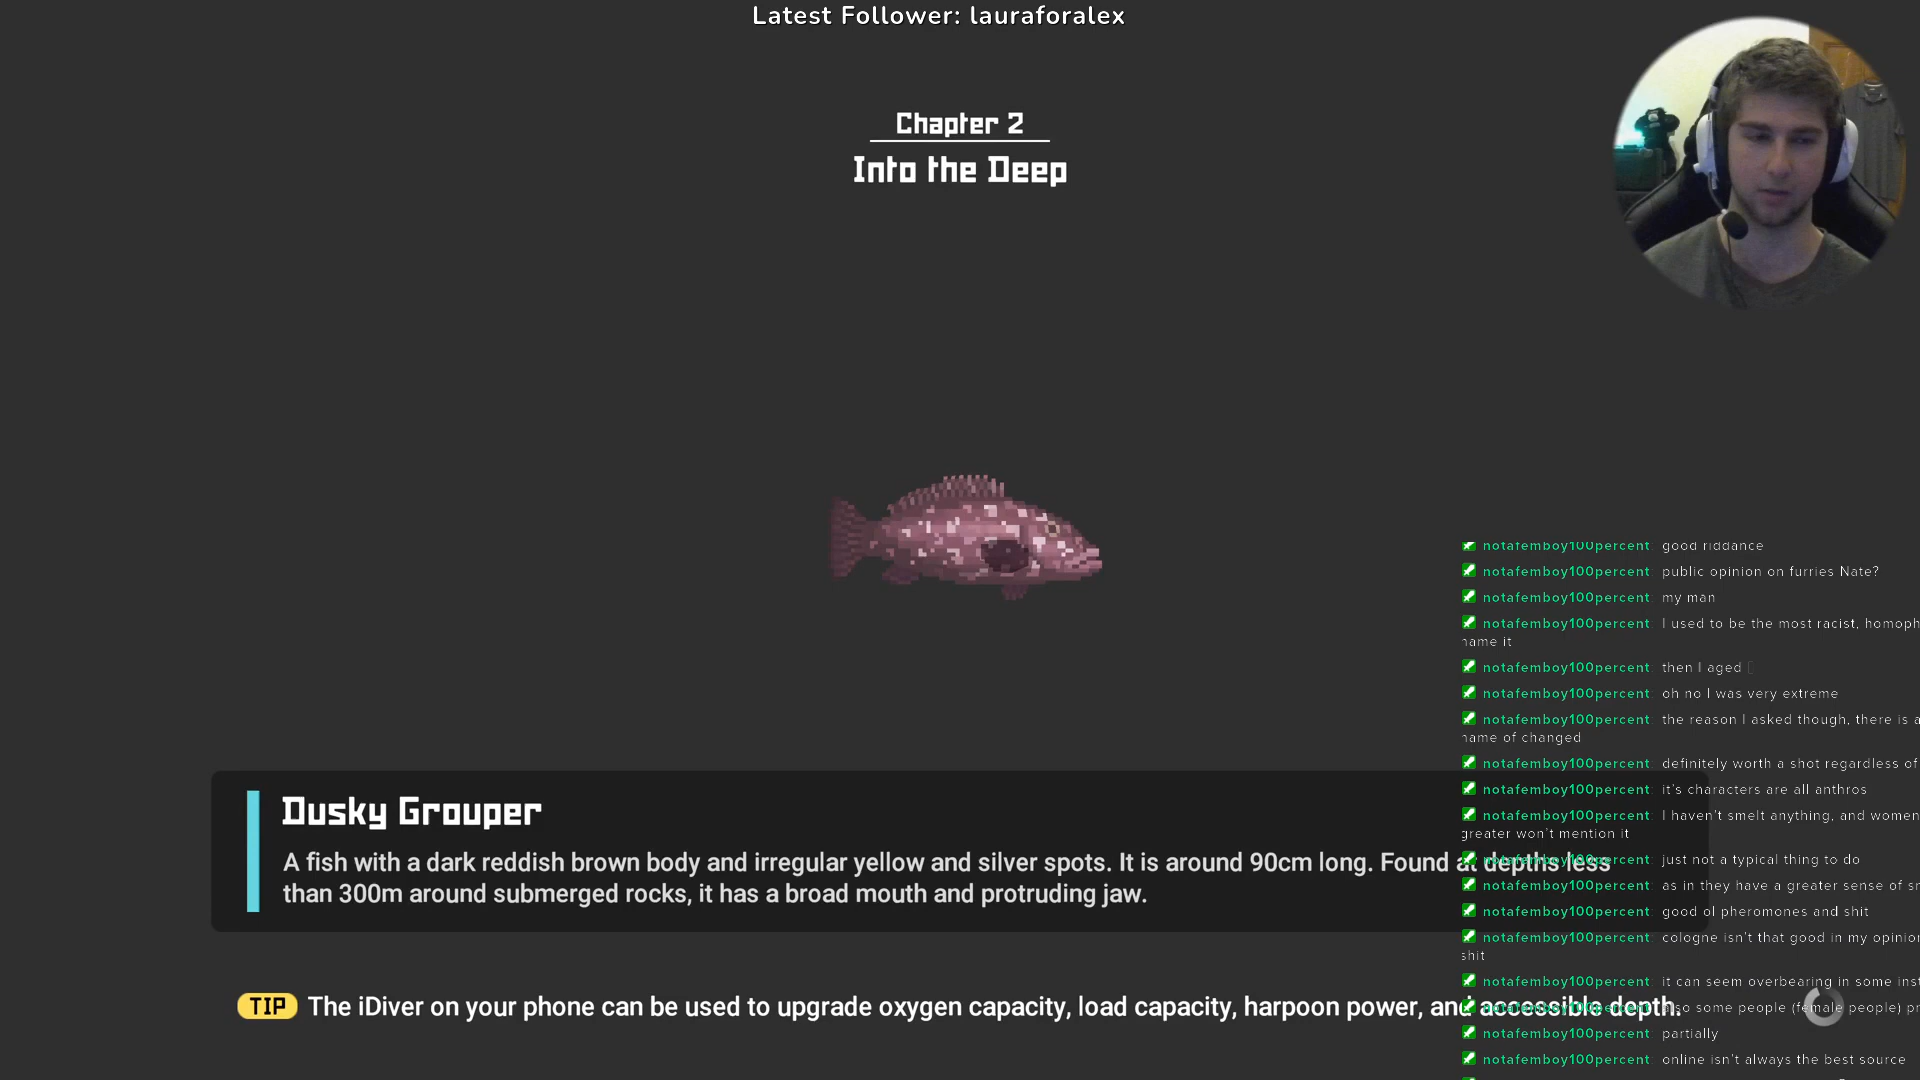 Latest Follower: lauraforalex
Chapter 2
Into the Deep
notafemboy100percent: good riddance
notafemboy100percent: public opinion on furries Nate?
notafemboy100percent: my man
notafemboy100percent: I used to be the most racist, homoph
name it
notafemboy100percent: then I aged
notafemboy100percent: oh no I was very extreme
notafemboy100percent: the reason I asked though, there is a
name of changed
notafemboy100percent: definitely worth a shot regardless of
notafemboy100percent: it's characters are all anthros
notafemboy100percent: I haven't smelt anything, and women
greater won't mention it
notafemboy100percent: just not a typical thing to do
notafemboy100percent: as in they have a greater sense of sm
notafemboy100percent: good ol pheromones and shit
notafemboy100percent: cologne isn't that good in my opinion
shit
notafemboy100percent: it can seem overbearing in some inst
notafemboy100percent: also some people (female people) pr
notafemboy100percent: partially
notafemboy100percent: online isn't always the best source
Dusky Grouper
A fish with a dark reddish brown body and irregular yellow and silver spots. It is around 90cm long. Found at depths less
than 300m around submerged rocks, it has a broad mouth and protruding jaw.
TIP The iDiver on your phone can be used to upgrade oxygen capacity, load capacity, harpoon power, and accessible depth.